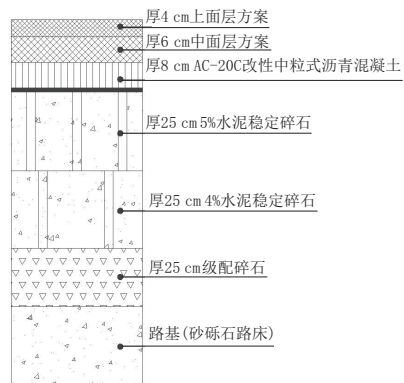 厚4 cm上面层方案
厚6 cm中面层方案
厚8 cm AC-20C改性中粒式沥青混凝土
厚25 cm 5%水泥稳定碎石
厚25 cm 4%水泥稳定碎石
厚25 cm级配碎石
路基(砂砾石路床)